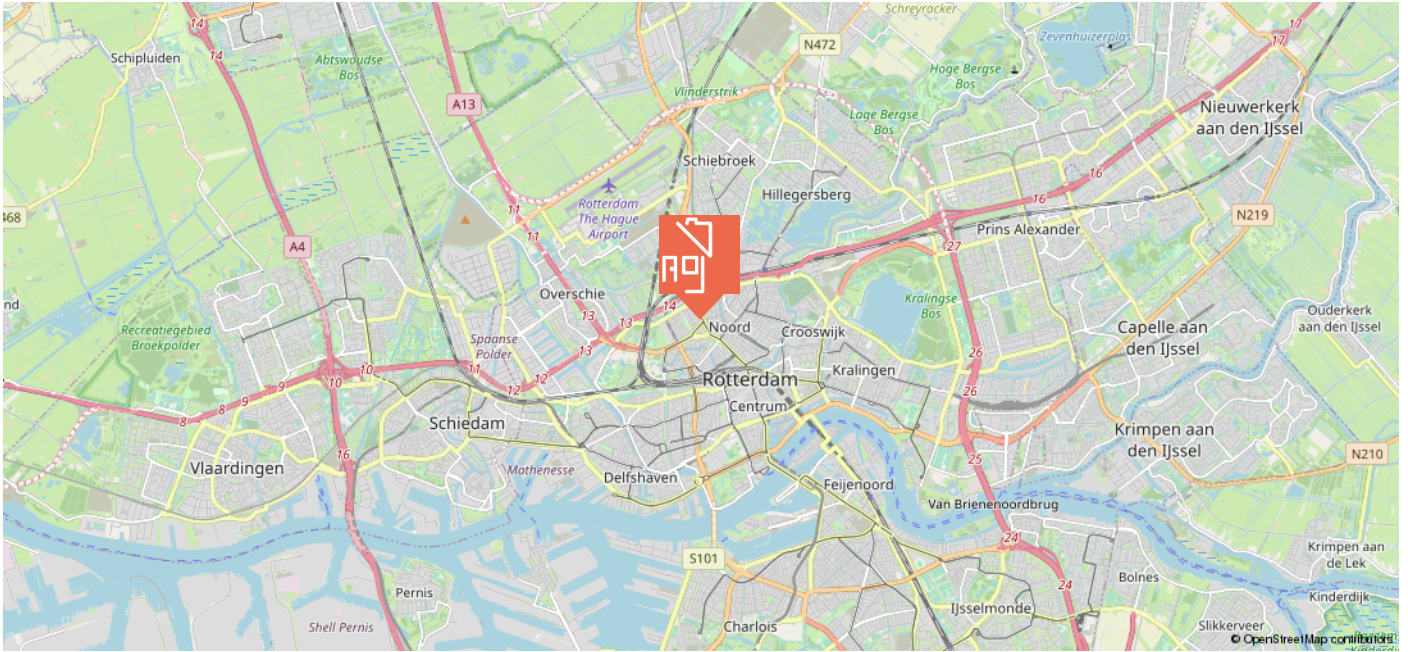 Schreyracker
14
17
17
Zevenhuizerplas
N472
14
Schipluiden
Abtswoudse
Bos
Hoge Bergse
Bos
Vlinderstrik
A13
Nieuwerkerk
aan den IJssel
Lage Bergse
Bos
Schiebroek
16
Hillegersberg
16
Rotterdam
The Hague
Airport
11
468
N219
Prins Alexander
11
A4
27
Overschie
14
Kralingse
Bos
nd
13
13
Noord
Crooswijk
Ouderkerk
aan den IJssel
Recreatiegebied
Broekpolder
Spaanse
Polder
Capelle aan
den IJssel
13
26
11
10
Kralingen
10
9
12
12
Rotterdam
26
9
8
8
Centrum
Schiedam
Krimpen aan
den IJssel
16
25
N210
Vlaardingen
Mathenesse
Delfshaven
Feijenoord
Van Brienenoordbrug
24
Krimpen aan
de Lek
S101
Bolnes
24
Pernis
Kinderdijk
IJsselmonde
Shell Pernis
Charlois
Slikkerveer
© OpenStreetMap contributors